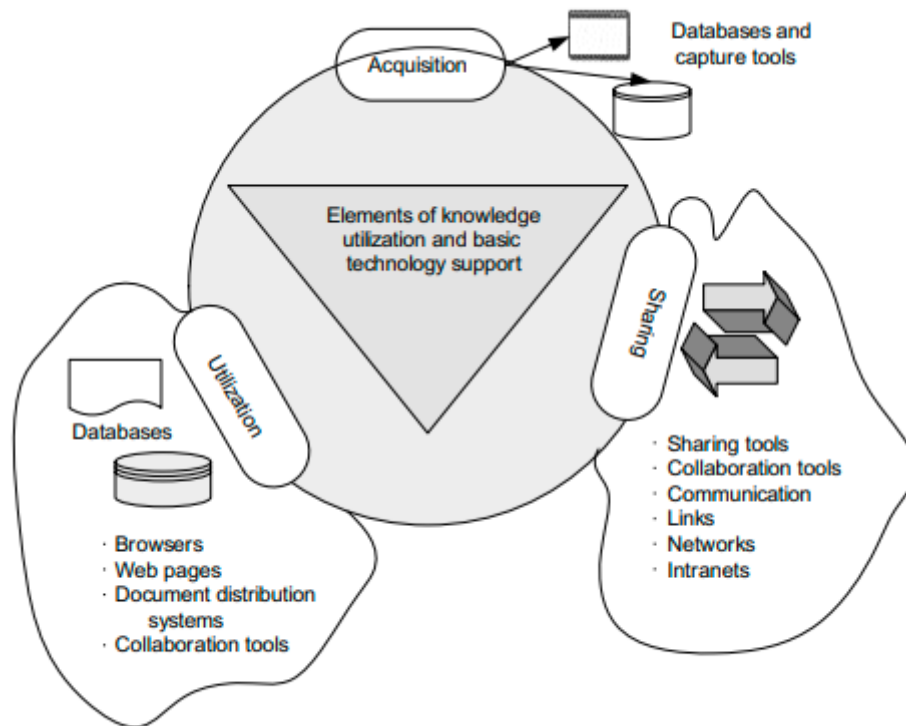 Acquisition
Databases and
capture tools
Elements of knowledge
utilization and basic
technology support
Sharing
· Sharing tools
· Collaboration tools
· Communication
· Links
· Networks
· Intranets
Utilization
Databases
· Browsers
· Web pages
· Document distribution
systems
· Collaboration tools